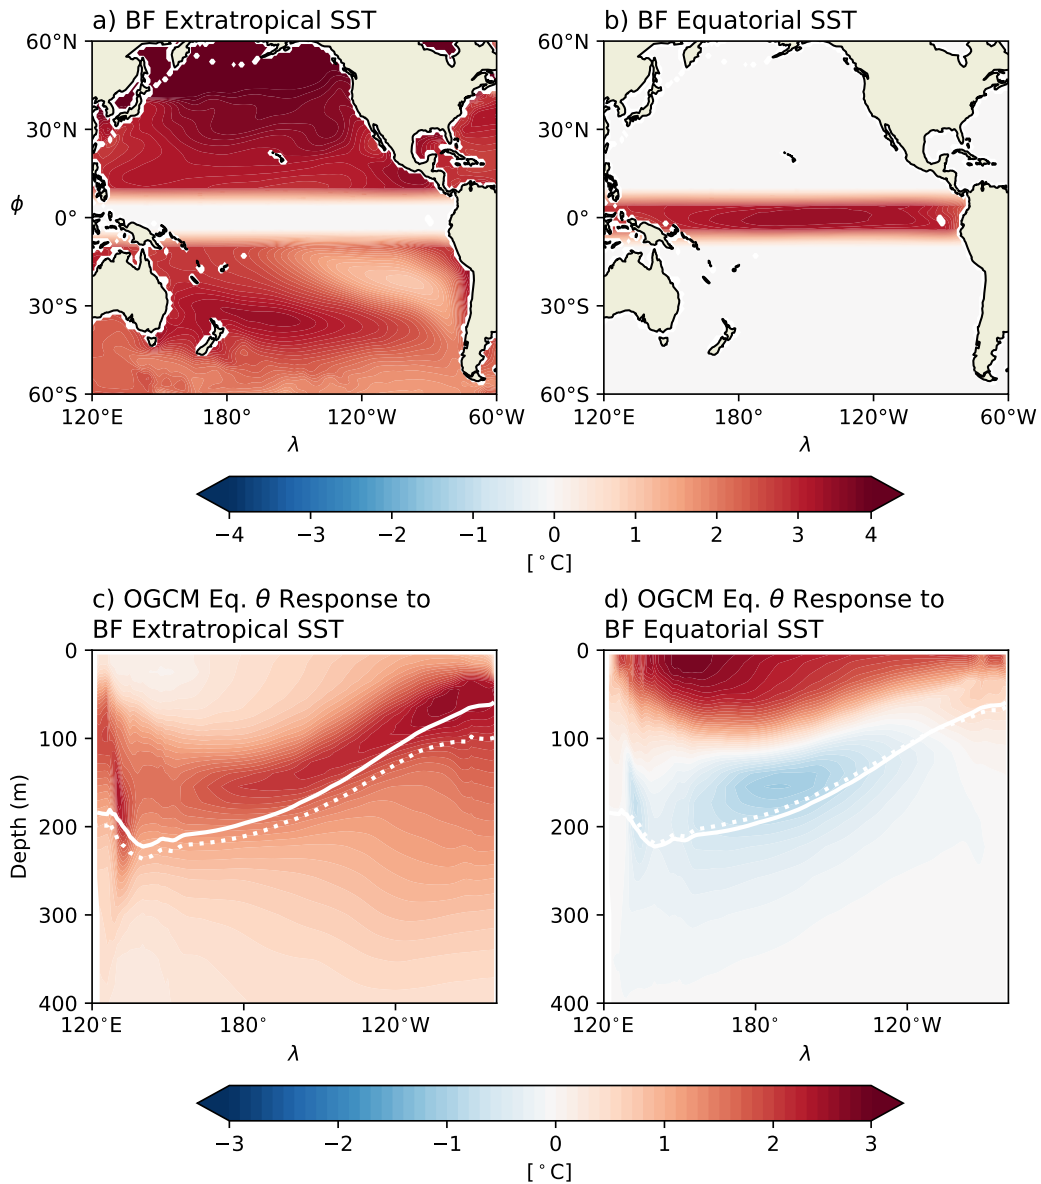 a) BF Extratropical SST
b) BF Equatorial SST
60°N
30°N
ϕ
0°
30°S
60°S
120°E
180°
120°W
60°W
λ
60°N
30°N
0°
30°S
60°S
120°E
180°
120°W
60°W
λ
−4
−3
−2
−1
0
1
2
3
4
[°C]
c) OGCM Eq. θ Response to
BF Extratropical SST
d) OGCM Eq. θ Response to
BF Equatorial SST
0
100
200
300
400
Depth (m)
120°E
180°
120°W
λ
0
100
200
300
400
120°E
180°
120°W
λ
−3
−2
−1
0
1
2
3
[°C]